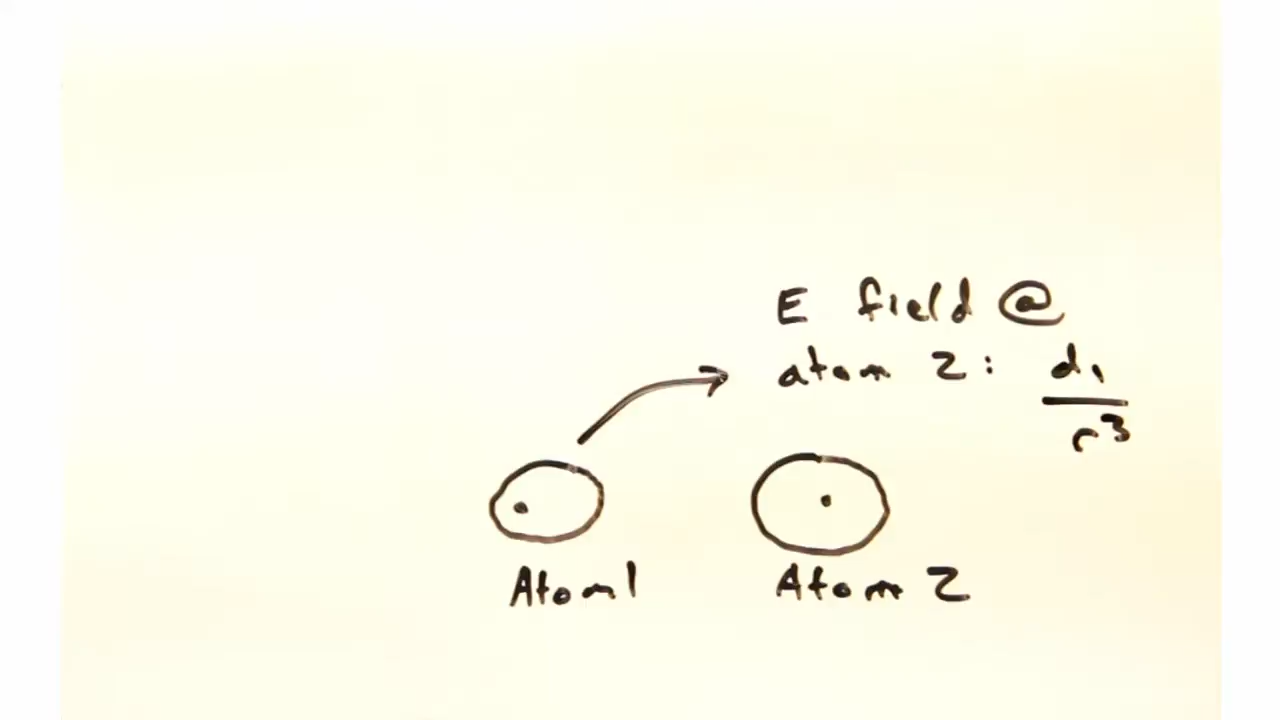 E field @
atom 2: d₁
r³
Atom 1
Atom 2